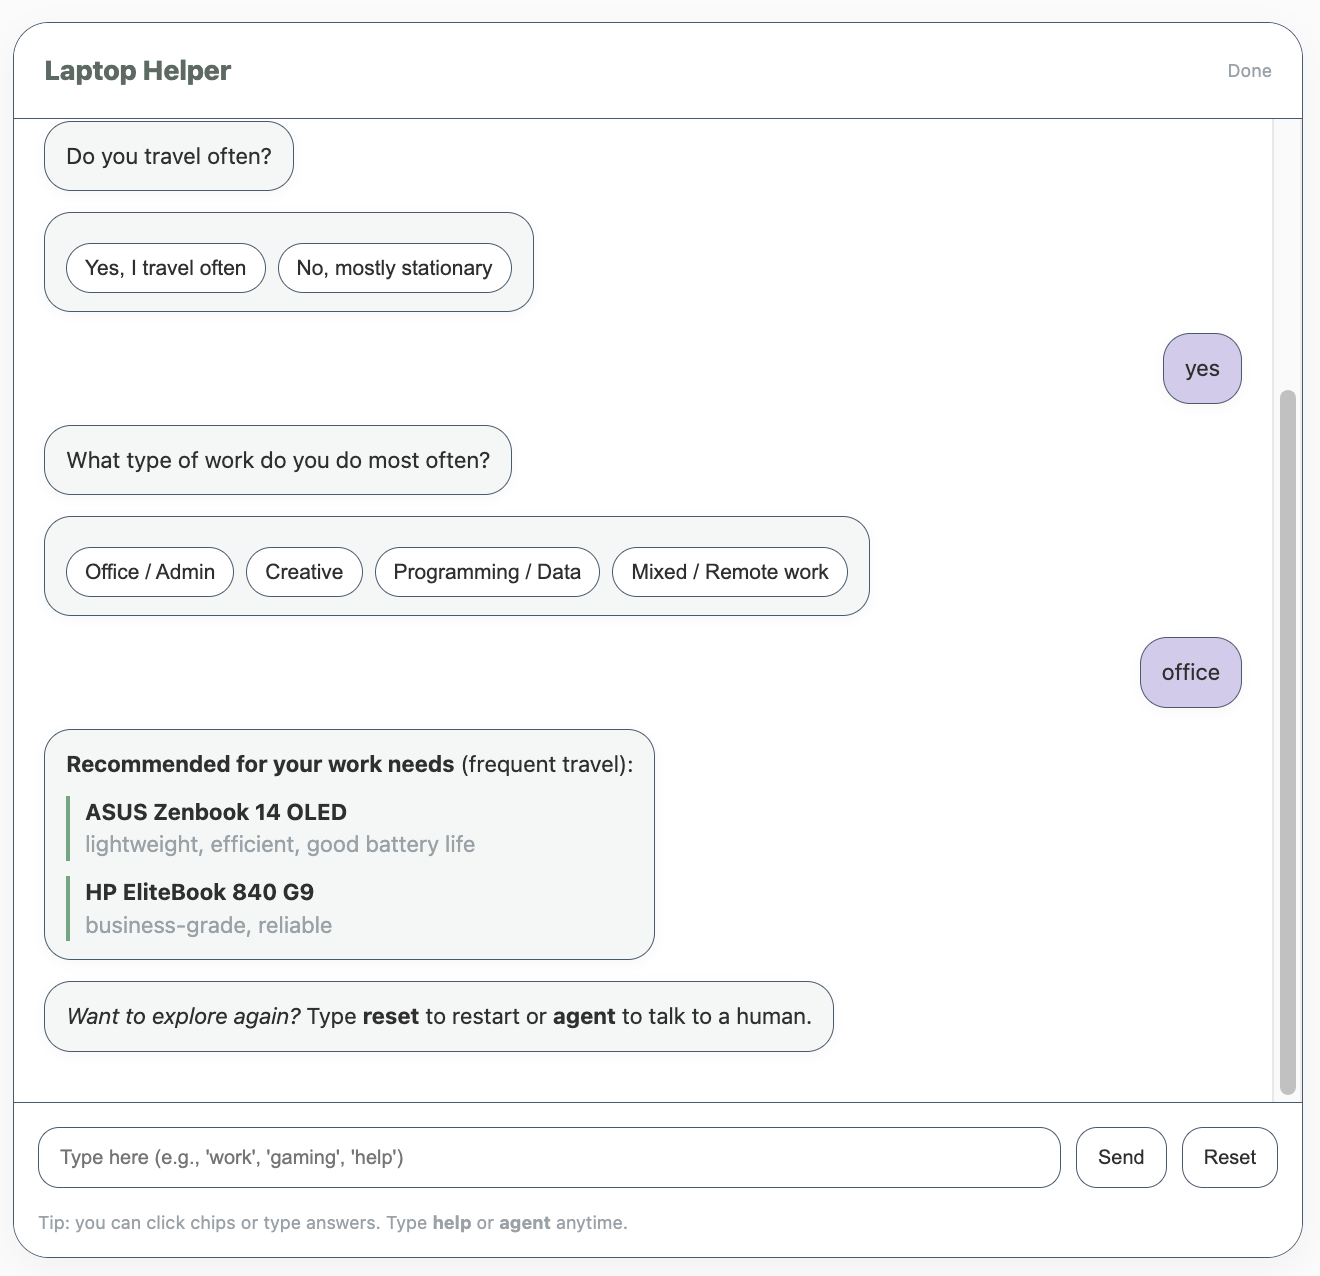 Laptop Helper
Done
Do you travel often?
Yes, I travel often
No, mostly stationary
yes
What type of work do you do most often?
Office / Admin
Creative
Programming / Data
Mixed / Remote work
office
Recommended for your work needs (frequent travel):
ASUS Zenbook 14 OLED
lightweight, efficient, good battery life
HP EliteBook 840 G9
business-grade, reliable
Want to explore again? Type reset to restart or agent to talk to a human.
Type here (e.g., 'work', 'gaming', 'help')
Send
Reset
Tip: you can click chips or type answers. Type help or agent anytime.